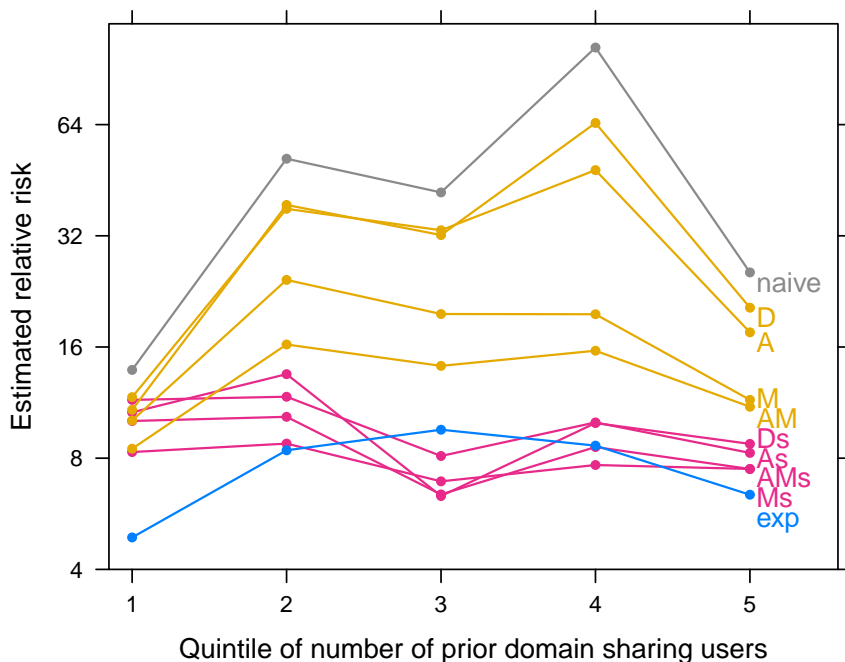 Estimated relative risk
64
32
16
8
4
naive
D
A
M
AM
Ds
As
AMs
Ms
exp
1 2 3 4 5
Quintile of number of prior domain sharing users